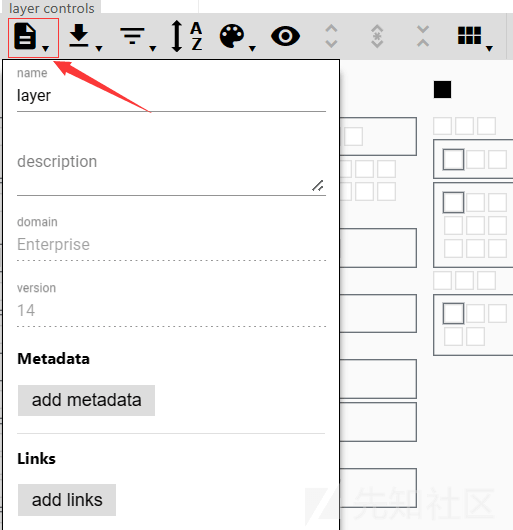 layer controls
A
Z
name
layer
description
domain
Enterprise
version
14
Metadata
add metadata
Links
add links
先知社区